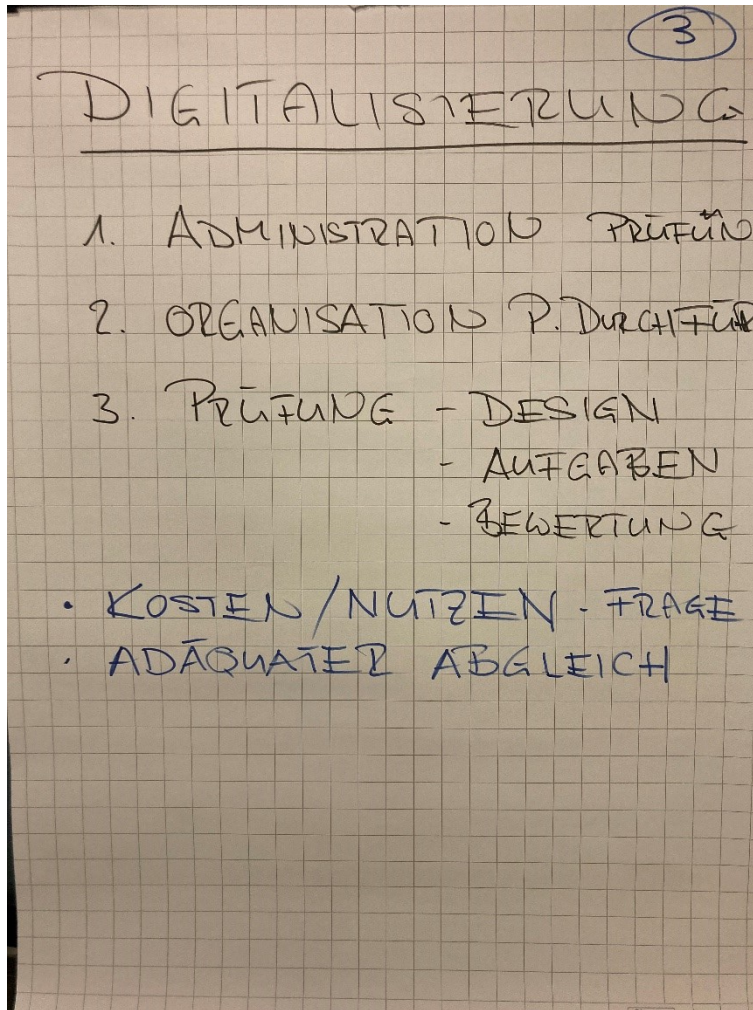 3
DIGITALISIERUNG
1. ADMINISTRATION
2. ORGANISATION P.
3. PRÜFUNG - DESIGN
- AUFGABEN
- BEWERTUNG
• KOSTEN/NUTZEN - FRAGE
• ADÄQUATER ABGLEICH